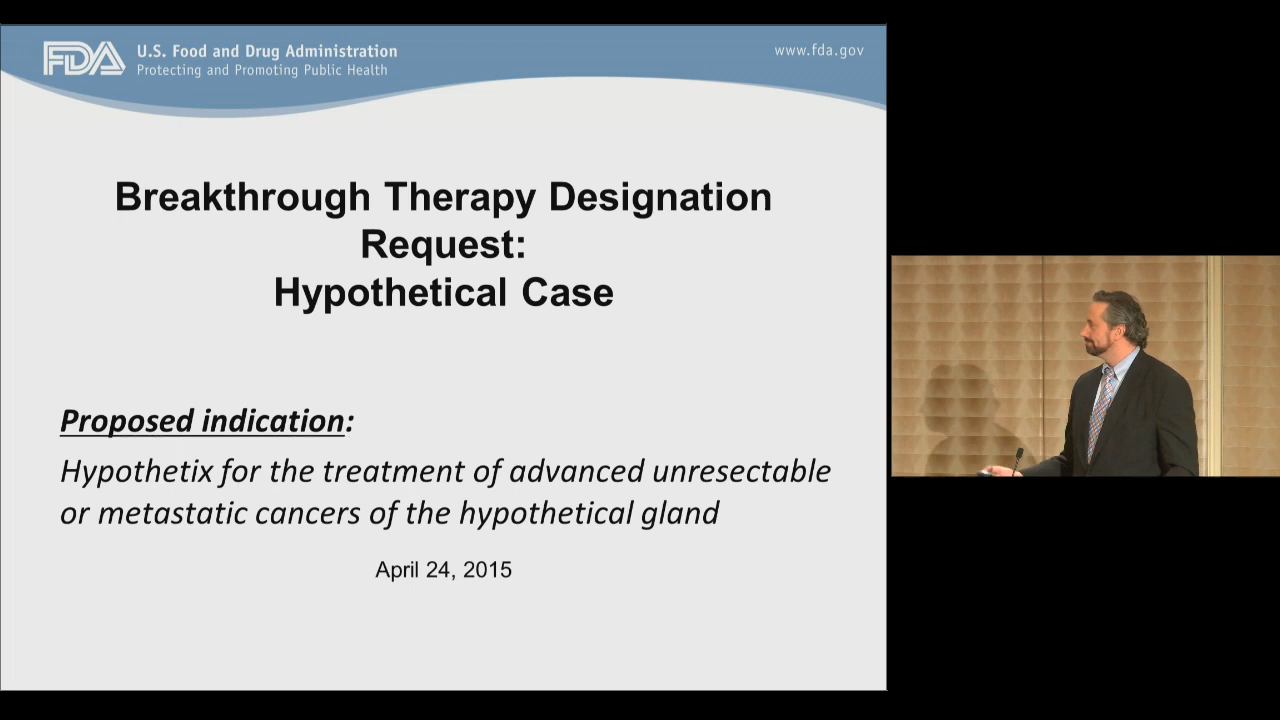 FDA
U.S. Food and Drug Administration
Protecting and Promoting Public Health
www.fda.gov
Breakthrough Therapy Designation
Request:
Hypothetical Case
Proposed indication:
Hypothetix for the treatment of advanced unresectable
or metastatic cancers of the hypothetical gland
April 24, 2015